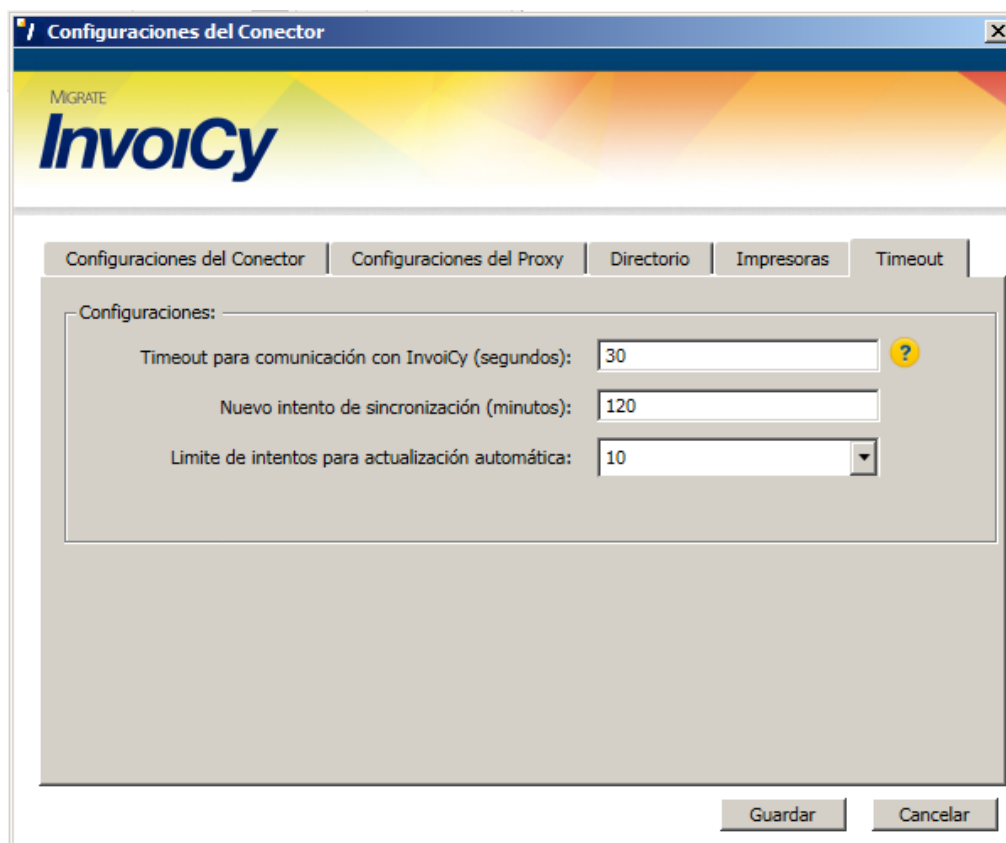 Configuraciones del Conector
MIGRATE
InvoiCy
Configuraciones del Conector Configuraciones del Proxy Directorio Impresoras Timeout
Configuraciones:
Timeout para comunicación con InvoiCy (segundos): 30 ?
Nuevo intento de sincronización (minutos): 120
Limite de intentos para actualización automática: 10
Guardar Cancelar